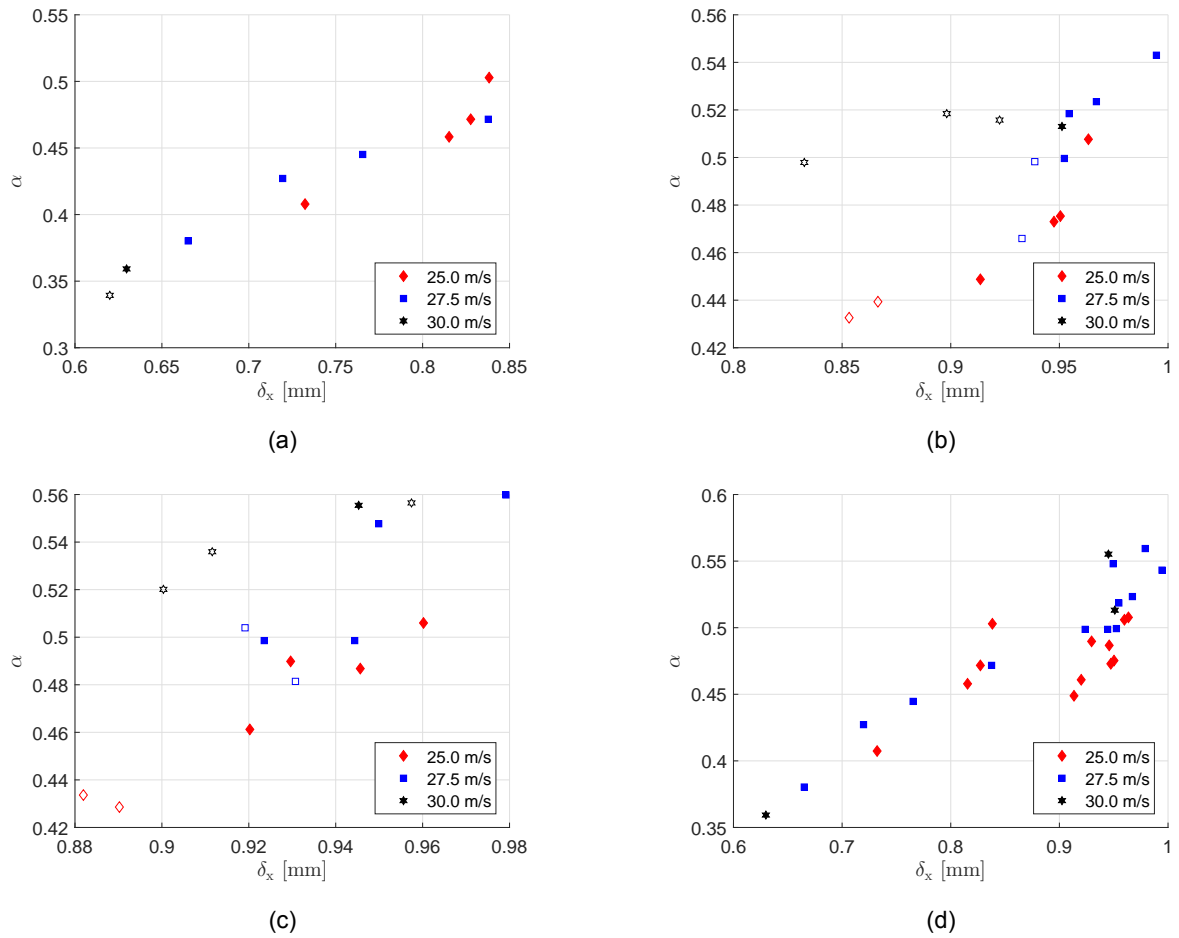 0.55
0.5
0.45
0.4
0.35
0.3
α
0.6 0.65 0.7 0.75 0.8 0.85
δx [mm]
25.0 m/s
27.5 m/s
30.0 m/s
(a)
0.56
0.54
0.52
0.5
0.48
0.46
0.44
0.42
α
0.8 0.85 0.9 0.95 1
δx [mm]
25.0 m/s
27.5 m/s
30.0 m/s
(b)
0.56
0.54
0.52
0.5
0.48
0.46
0.44
0.42
α
0.88 0.9 0.92 0.94 0.96 0.98
δx [mm]
25.0 m/s
27.5 m/s
30.0 m/s
(c)
0.6
0.55
0.5
0.45
0.4
0.35
α
0.6 0.7 0.8 0.9 1
δx [mm]
25.0 m/s
27.5 m/s
30.0 m/s
(d)